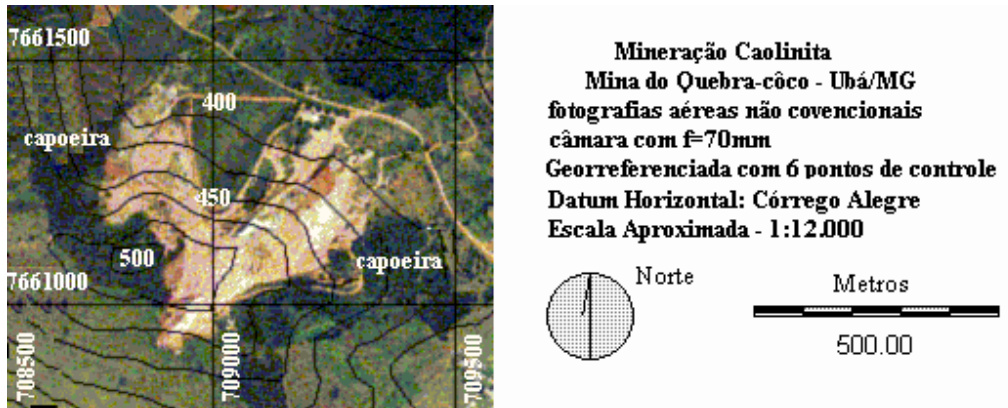 7661500
400
capoeira
450
500
capoeira
7661000
708500
709000
709500
Mineração Caolinita
Mina do Quebra-côco - Ubá/MG
fotografias aéreas não covencionais
câmara com f=70mm
Georreferenciada com 6 pontos de controle
Datum Horizontal: Córrego Alegre
Escala Aproximada - 1:12.000
Norte
Metros
500.00